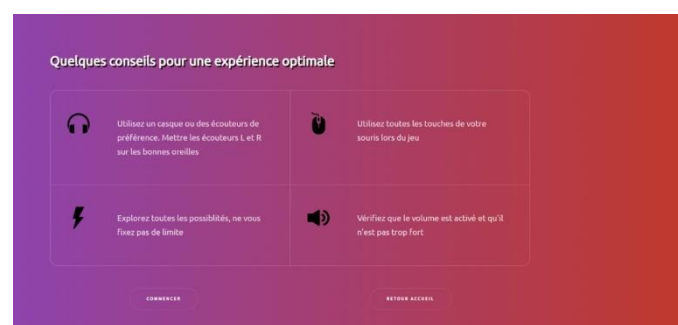 Quelques conseils pour une expérience optimale
Utilisez un casque ou des écouteurs de
préférence. Mettre les écouteurs L et R
sur les bonnes oreilles
Utilisez toutes les touches de votre
souris lors du jeu
Explorez toutes les possiblités, ne vous
fixez pas de limite
Vérifiez que le volume est activé et qu'il
n'est pas trop fort
COMMENCER
RETOUR ACCUEIL